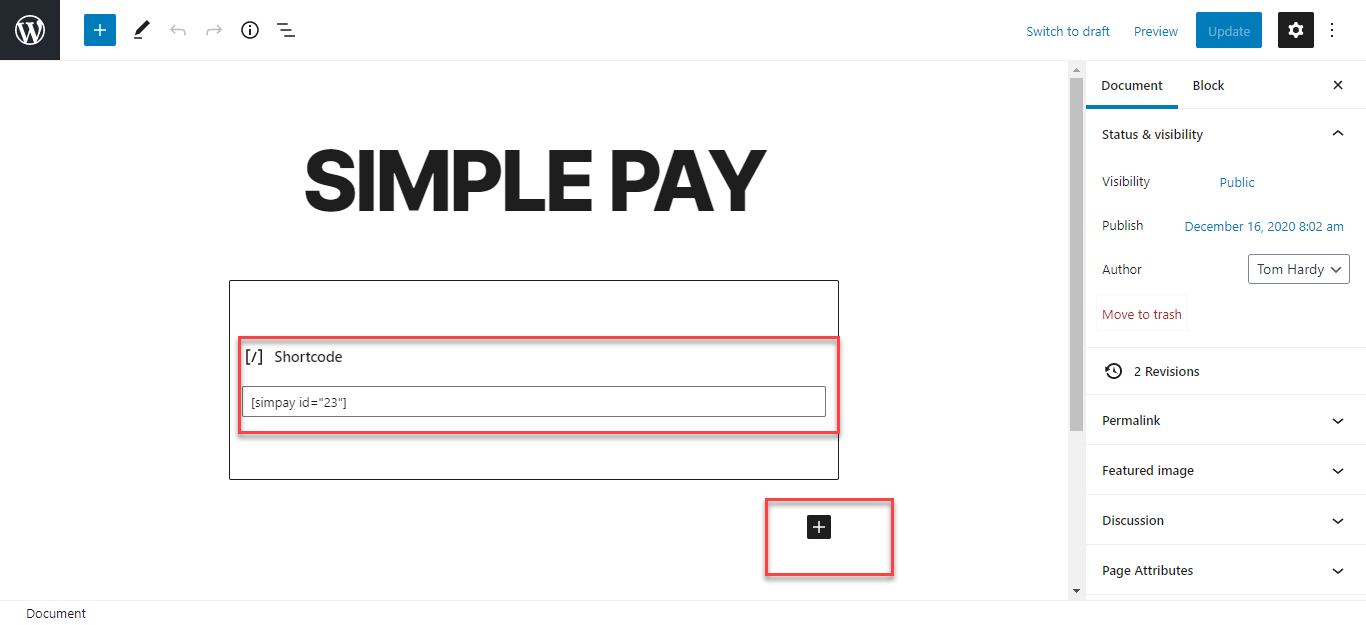 Switch to draft Preview Update
Document Block
SIMPLE PAY
[/] Shortcode
[simpay id="23"]
Status & visibility
Visibility Public
Publish December 16, 2020 8:02 am
Author Tom Hardy
Move to trash
2 Revisions
Permalink
Featured image
Discussion
Page Attributes
Document